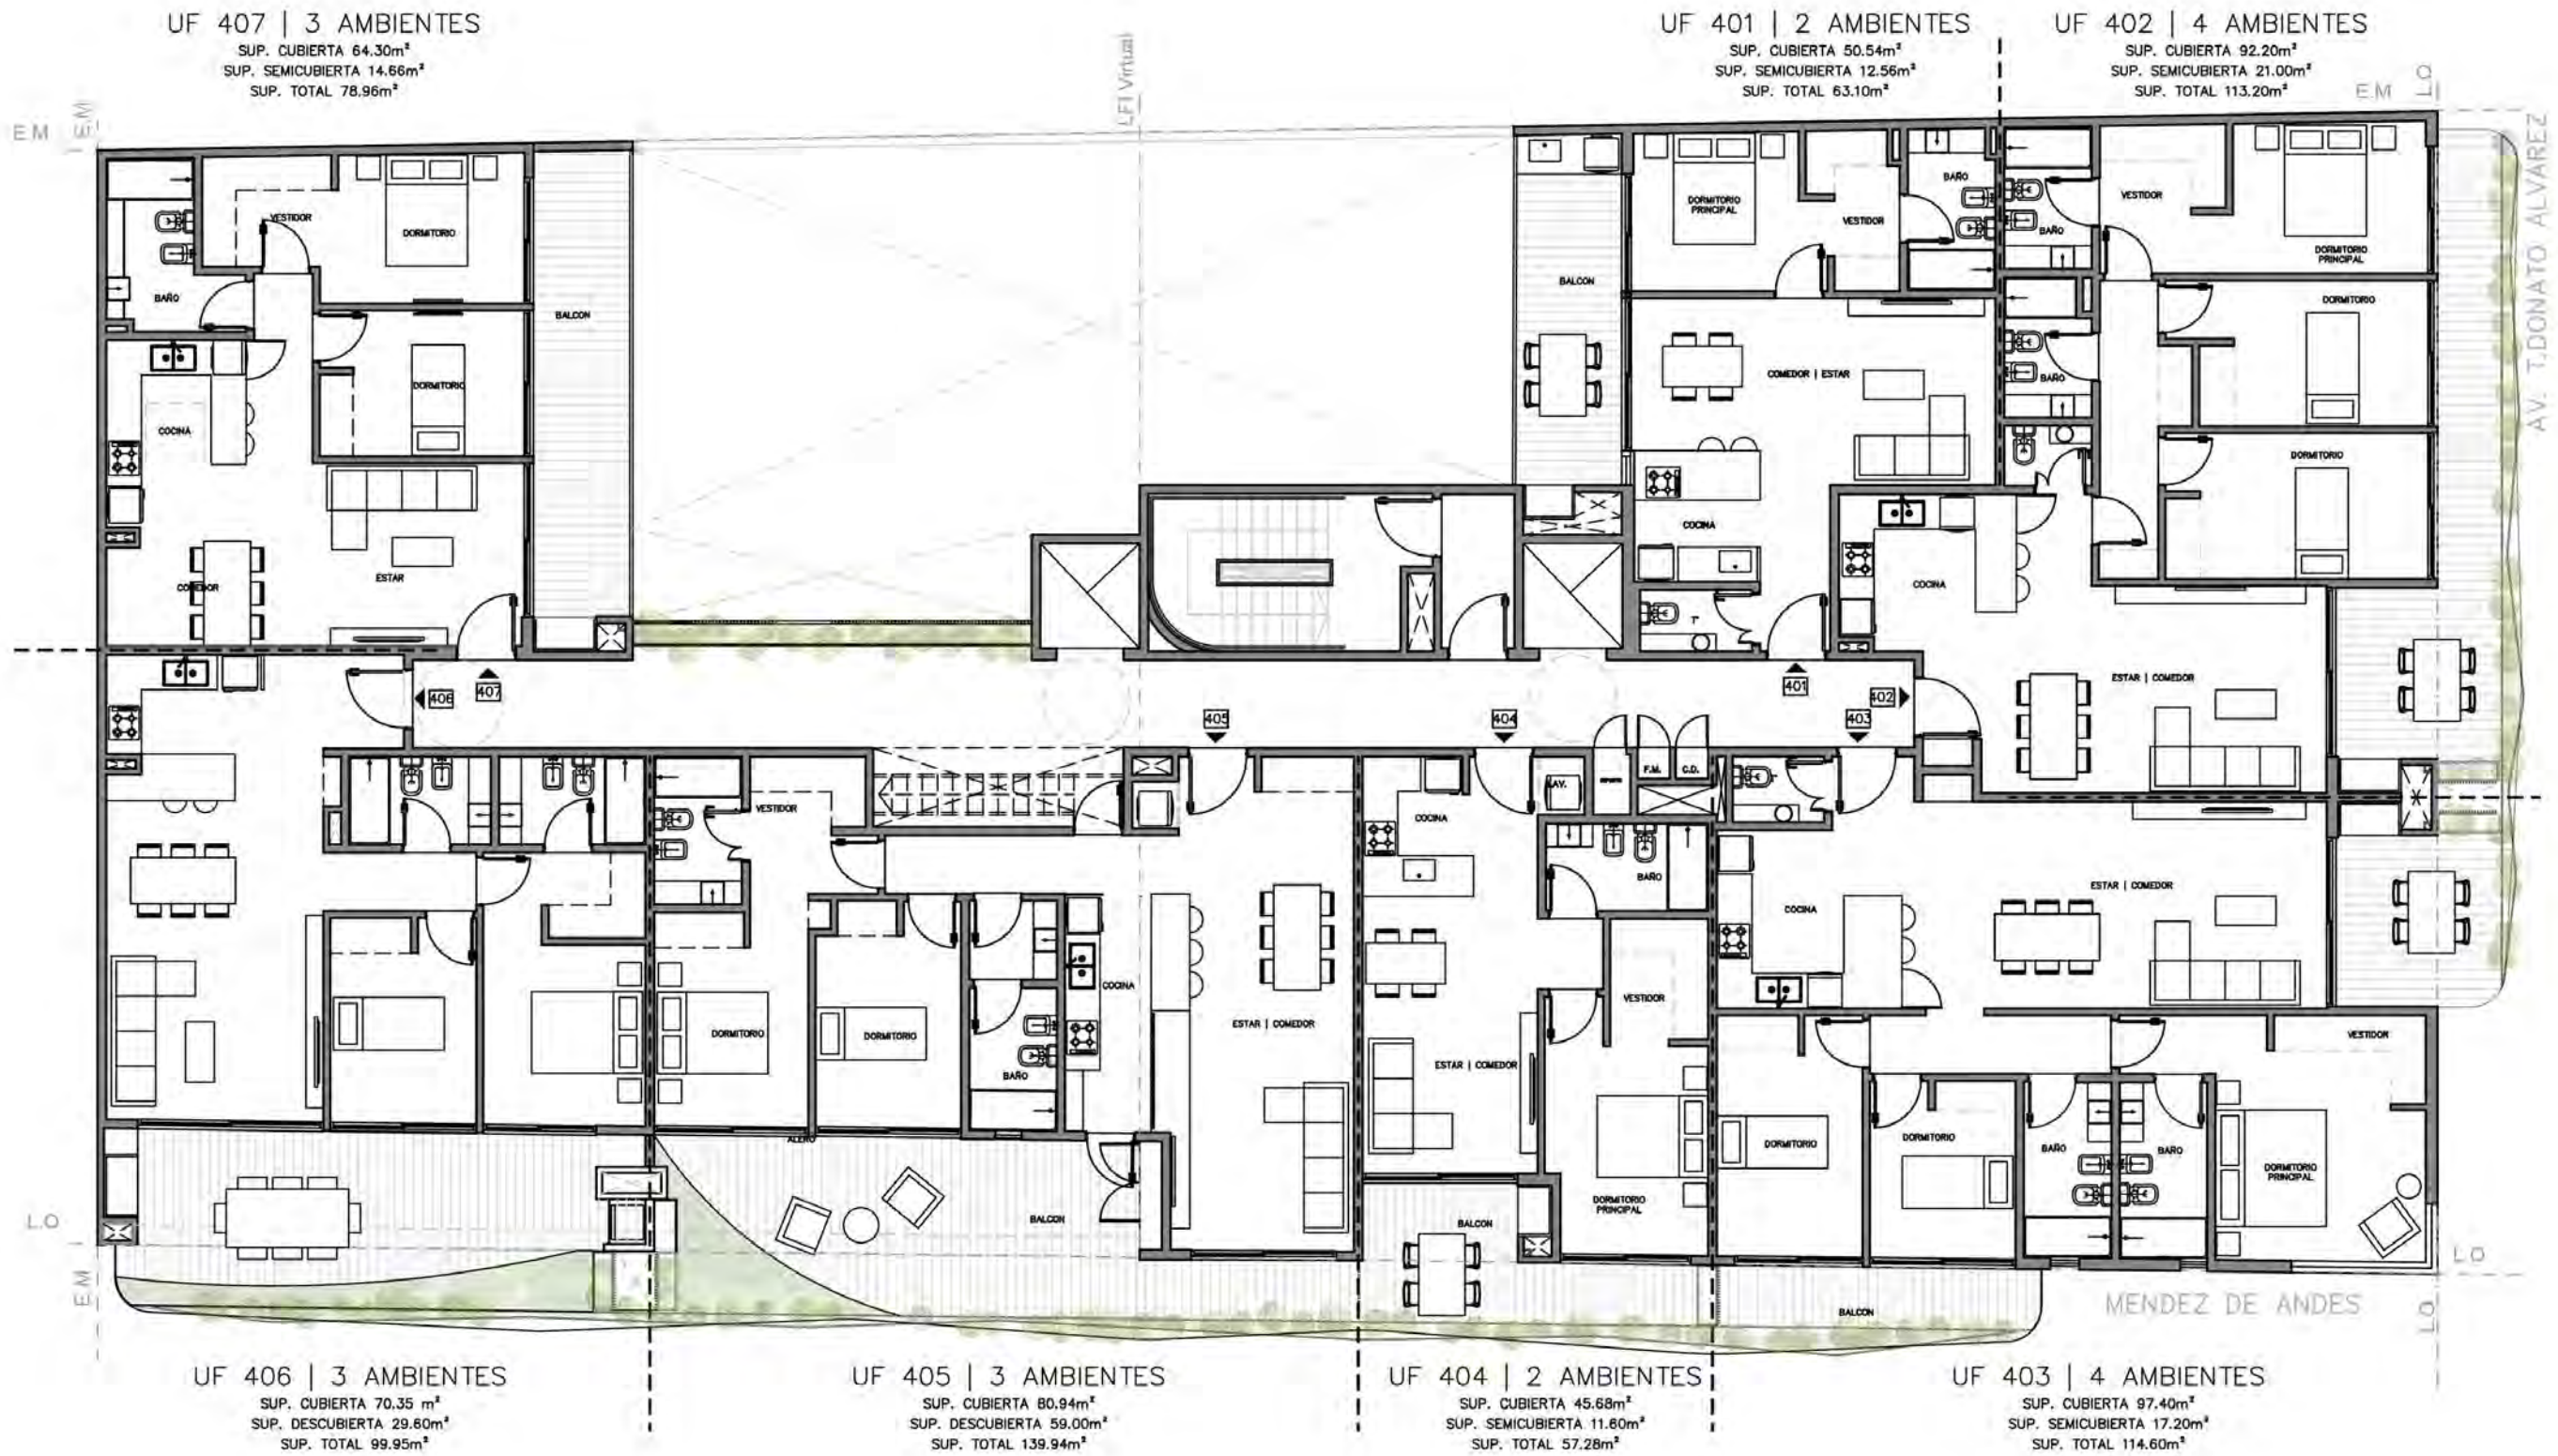 UF 407 | 3 AMBIENTES
SUP. CUBIERTA 64.30m²
SUP. SEMICUBIERTA 14.66m²
SUP. TOTAL 78.96m²
UF 401 | 2 AMBIENTES
SUP. CUBIERTA 50.54m²
SUP. SEMICUBIERTA 12.56m²
SUP. TOTAL 63.10m²
UF 402 | 4 AMBIENTES
SUP. CUBIERTA 92.20m²
SUP. SEMICUBIERTA 21.00m²
SUP. TOTAL 113.20m²
LFI Virtual
E.M
E.M
E.M
L.O
AV. T.DONATO ALVAREZ
VESTIDOR
DORMITORIO
BAÑO
BALCON
DORMITORIO
COCINA
COMEDOR
ESTAR
DORMITORIO
PRINCIPAL
VESTIDOR
BAÑO
BALCON
COMEDOR | ESTAR
COCINA
T
VESTIDOR
BAÑO
DORMITORIO
PRINCIPAL
DORMITORIO
BAÑO
DORMITORIO
COCINA
ESTAR | COMEDOR
406
407
405
404
401
402
403
VESTIDOR
DORMITORIO
DORMITORIO
BAÑO
COCINA
ESTAR | COMEDOR
ALERO
BALCON
COCINA
LAV.
F.M.
C.D.
BAÑO
VESTIDOR
ESTAR | COMEDOR
DORMITORIO
PRINCIPAL
BALCON
COCINA
ESTAR | COMEDOR
VESTIDOR
DORMITORIO
DORMITORIO
BAÑO
BAÑO
DORMITORIO
PRINCIPAL
BALCON
L.O
E.M
L.O
L.O
MENDEZ DE ANDES
UF 406 | 3 AMBIENTES
SUP. CUBIERTA 70.35 m²
SUP. DESCUBIERTA 29.60m²
SUP. TOTAL 99.95m²
UF 405 | 3 AMBIENTES
SUP. CUBIERTA 80.94m²
SUP. DESCUBIERTA 59.00m²
SUP. TOTAL 139.94m²
UF 404 | 2 AMBIENTES
SUP. CUBIERTA 45.68m²
SUP. SEMICUBIERTA 11.60m²
SUP. TOTAL 57.28m²
UF 403 | 4 AMBIENTES
SUP. CUBIERTA 97.40m²
SUP. SEMICUBIERTA 17.20m²
SUP. TOTAL 114.60m²